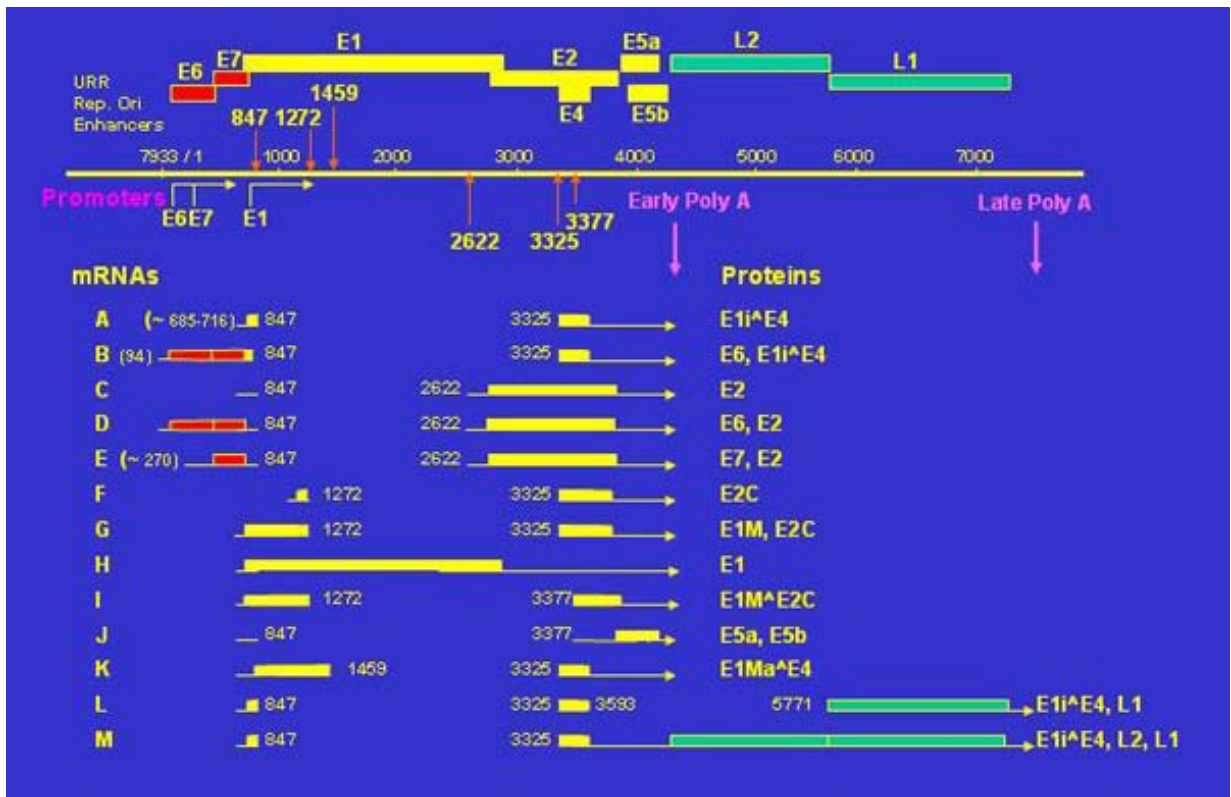 E1 E5a L2
E7 E2
E6 L1
URR
Rep. Ori 1459
Enhancers 847 1272 E4 E5b
7933 / 1 1000 2000 3000 4000 5000 6000 7000
Promoters Early Poly A Late Poly A
E6 E7 E1 3377
2622 3325
mRNAs Proteins
A (~ 685-716) 847 3325 E1i^E4
B (94) 847 3325 E6, E1i^E4
C 847 2622 E2
D 847 2622 E6, E2
E (~ 270) 847 2622 E7, E2
F 1272 3325 E2C
G 1272 3325 E1M, E2C
H E1
I 1272 3377 E1M^E2C
J 847 3377 E5a, E5b
K 1459 3325 E1Ma^E4
L 847 3325 3593 5771 E1i^E4, L1
M 847 3325 E1i^E4, L2, L1